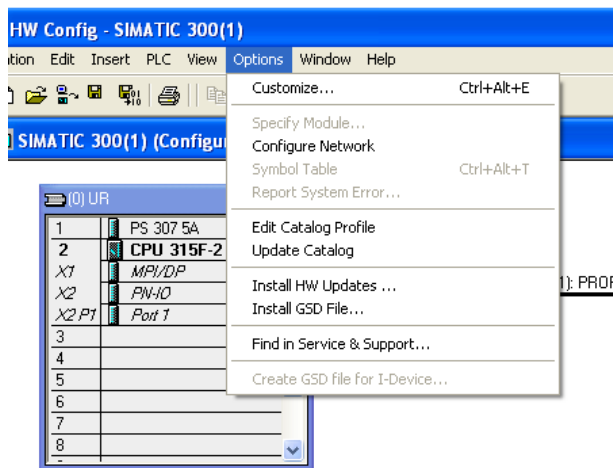 HW Config - SIMATIC 300(1)
Edit Insert PLC View Options Window Help
SIMATIC 300(1) (Configu
Customize... Ctrl+Alt+E
Specify Module...
Configure Network
Symbol Table Ctrl+Alt+T
Report System Error...
Edit Catalog Profile
Update Catalog
Install HW Updates ...
Install GSD File...
Find in Service & Support...
Create GSD file for I-Device...
(0) UR
1 PS 307 5A
2 CPU 315F-2
X1 MPI/DP
X2 PN-IO
X2 P1 Port 1
3
4
5
6
7
8
1): PROF